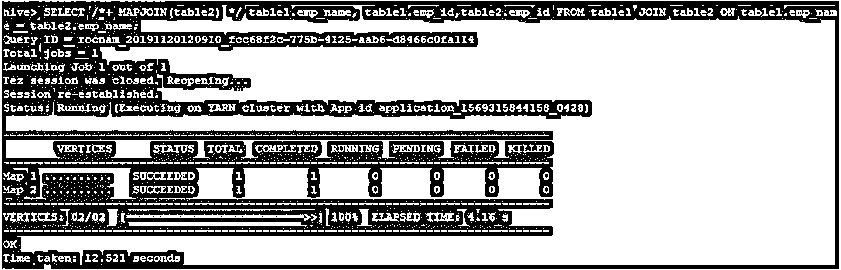 hive> SELECT /*+ MAPJOIN(table2) */ table1.emp_name, table1.emp_id,table2.emp_id FROM table1 JOIN table2 ON table1.emp_nam
e = table2.emp_name;
Query ID = rocnam_20191120120910_fcc68f2c-775b-4125-aab6-d8466c0fa114
Total jobs = 1
Launching Job 1 out of 1
Tez session was closed. Reopening...
Session re-established.
Status: Running (Executing on YARN cluster with App id application_1569315844158_0428)
VERTICES STATUS TOTAL COMPLETED RUNNING PENDING FAILED KILLED
Map 1 .......... SUCCEEDED 1 1 0 0 0 0
Map 2 .......... SUCCEEDED 1 1 0 0 0 0
VERTICES: 02/02 [==========================>>] 100% ELAPSED TIME: 4.16 s
OK
Time taken: 12.521 seconds